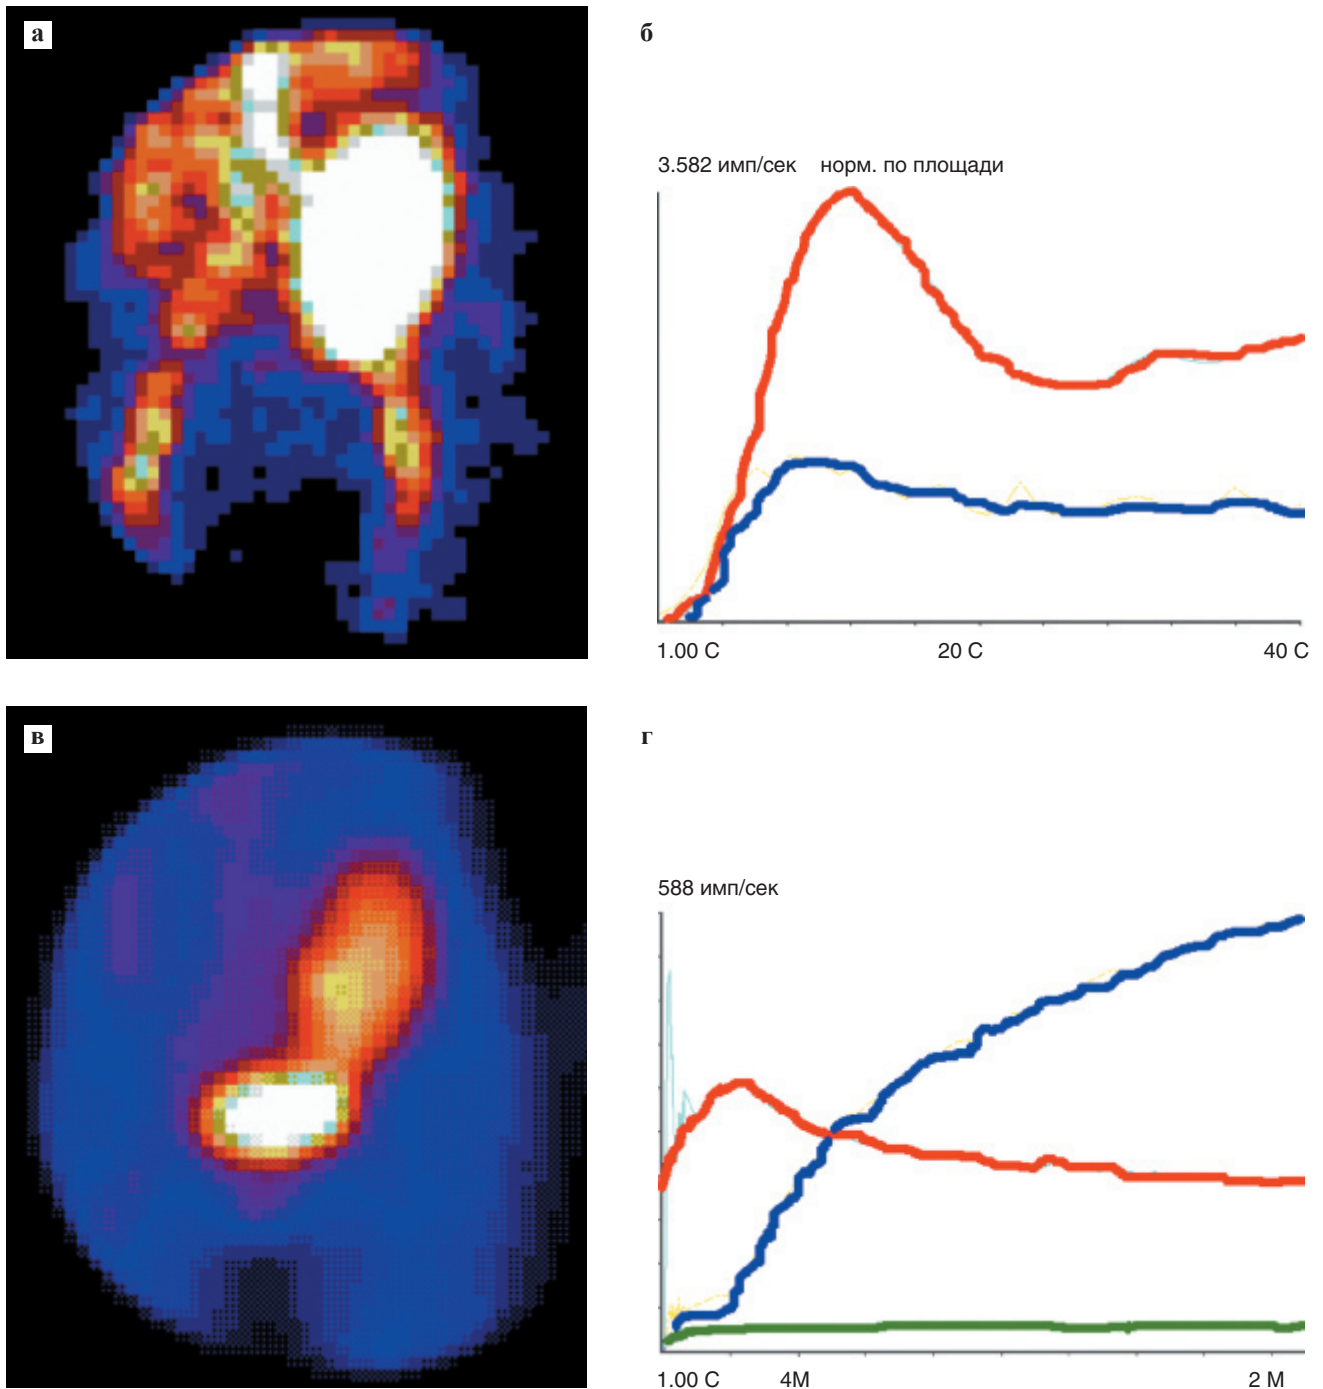 а
б
3.582 имп/сек норм. по площади
1.00 С
20 С
40 С
в
г
588 имп/сек
1.00 С
4М
2 М